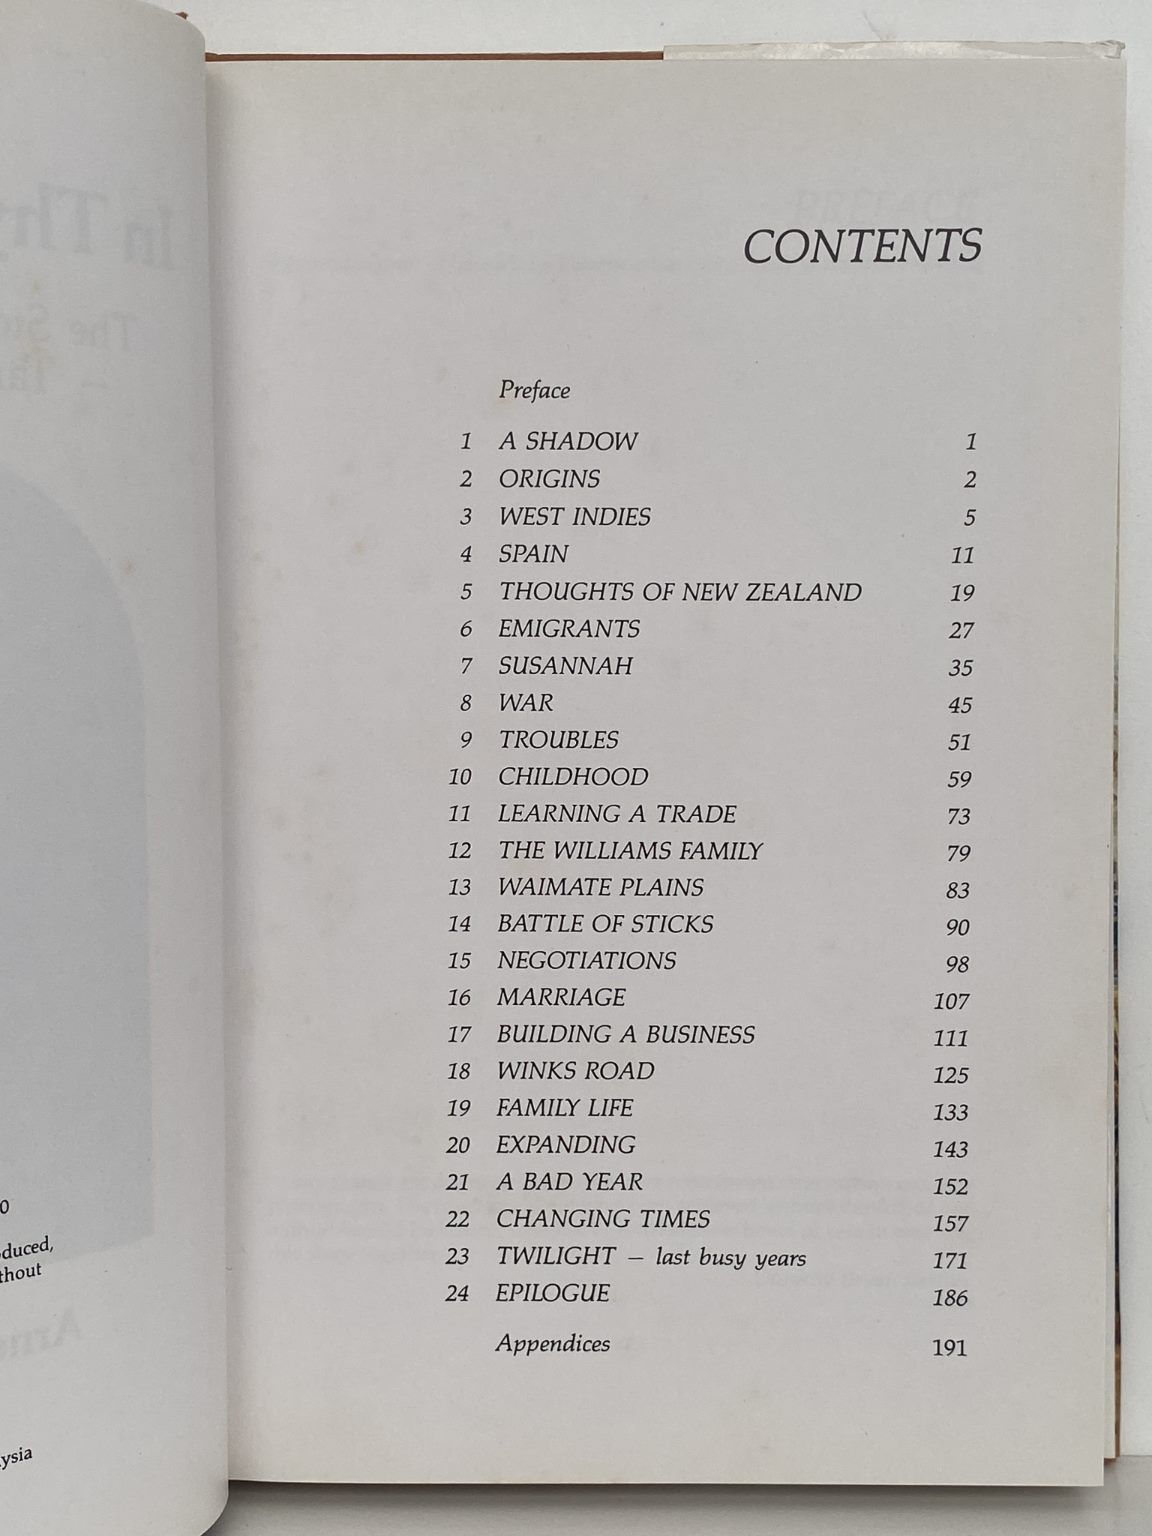 0
oduced,
thout
ysia
CONTENTS
Preface
1 A SHADOW 1
2 ORIGINS 2
3 WEST INDIES 5
4 SPAIN 11
5 THOUGHTS OF NEW ZEALAND 19
6 EMIGRANTS 27
7 SUSANNAH 35
8 WAR 45
9 TROUBLES 51
10 CHILDHOOD 59
11 LEARNING A TRADE 73
12 THE WILLIAMS FAMILY 79
13 WAIMATE PLAINS 83
14 BATTLE OF STICKS 90
15 NEGOTIATIONS 98
16 MARRIAGE 107
17 BUILDING A BUSINESS 111
18 WINKS ROAD 125
19 FAMILY LIFE 133
20 EXPANDING 143
21 A BAD YEAR 152
22 CHANGING TIMES 157
23 TWILIGHT — last busy years 171
24 EPILOGUE 186
Appendices 191